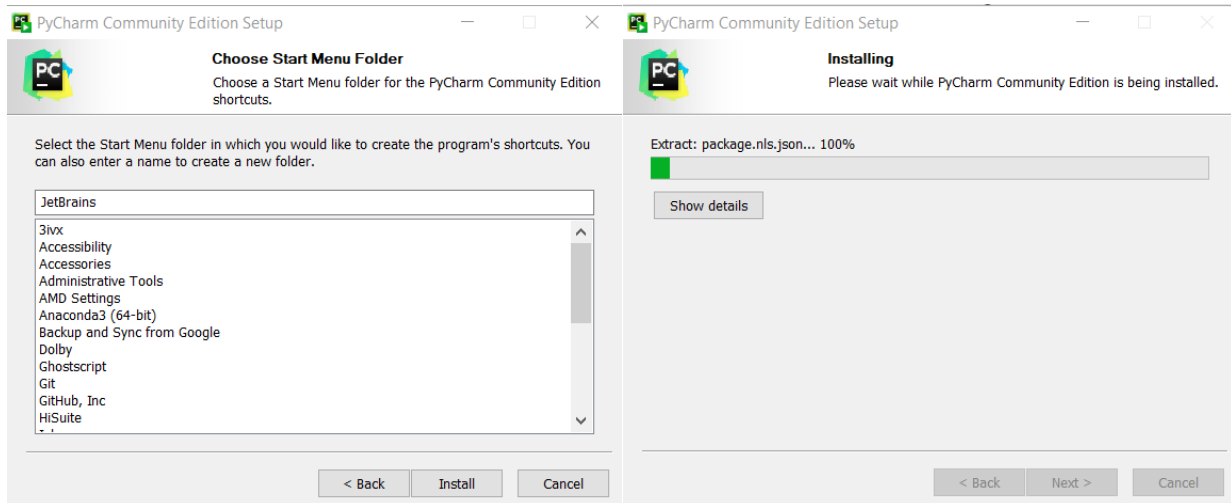 PyCharm Community Edition Setup
PC
Choose Start Menu Folder
Choose a Start Menu folder for the PyCharm Community Edition
shortcuts.
Select the Start Menu folder in which you would like to create the program's shortcuts. You
can also enter a name to create a new folder.
JetBrains
3ivx
Accessibility
Accessories
Administrative Tools
AMD Settings
Anaconda3 (64-bit)
Backup and Sync from Google
Dolby
Ghostscript
Git
GitHub, Inc
HiSuite
< Back
Install
Cancel
PyCharm Community Edition Setup
PC
Installing
Please wait while PyCharm Community Edition is being installed.
Extract: package.nls.json... 100%
Show details
< Back
Next >
Cancel